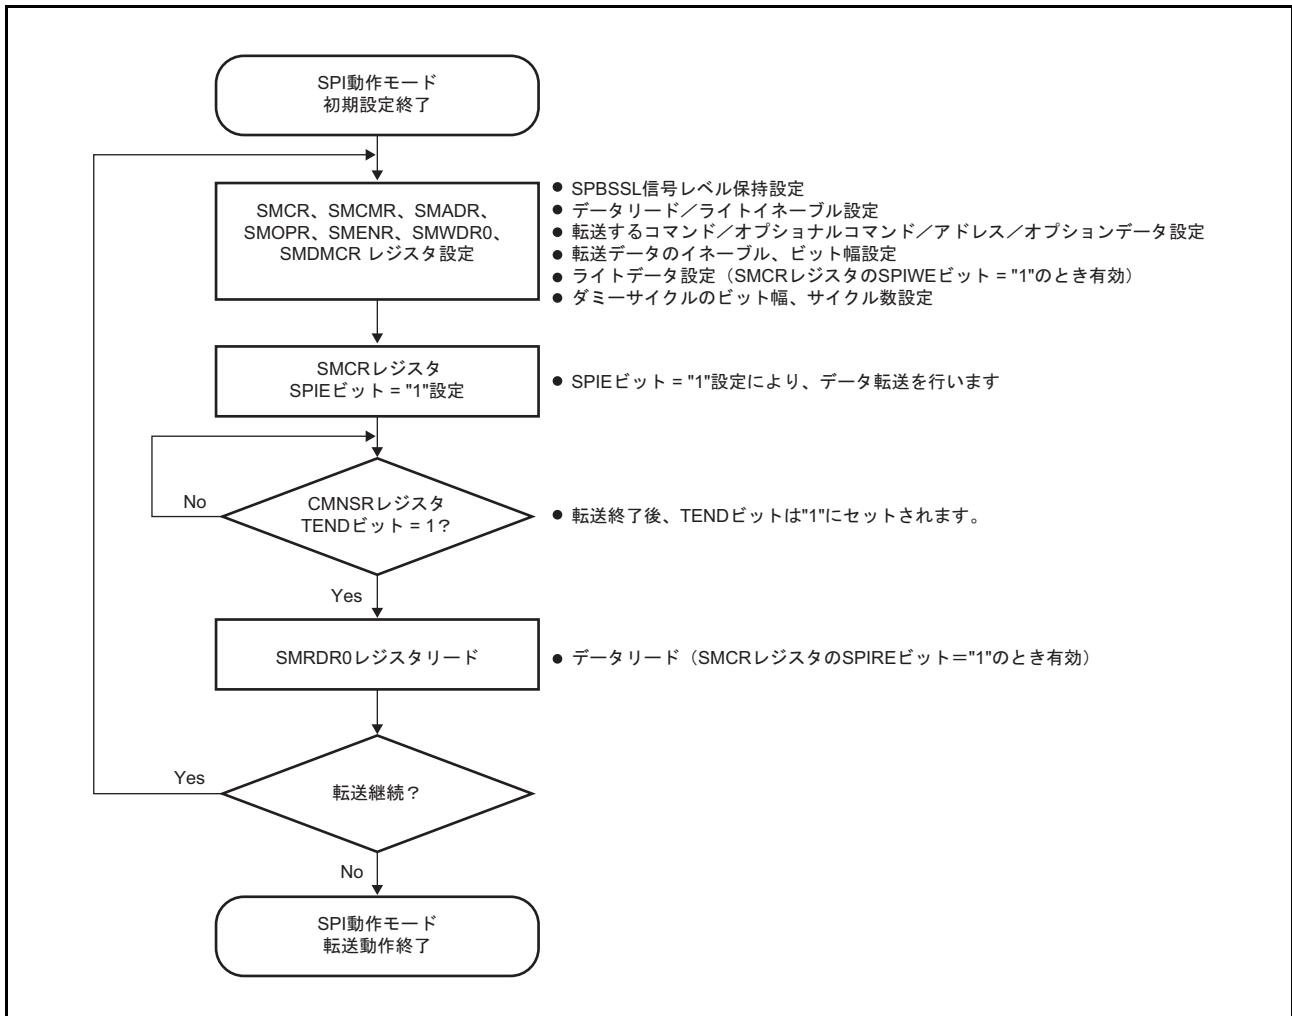 SPI動作モード
初期設定終了
SMCR、SMCMR、SMADR、
SMOPR、SMENR、SMWDR0、
SMDMCR レジスタ設定
● SPBSSL信号レベル保持設定
● データリード／ライトイネーブル設定
● 転送するコマンド／オプショナルコマンド／アドレス／オプションデータ設定
● 転送データのイネーブル、ビット幅設定
● ライトデータ設定（SMCRレジスタのSPIWEビット = "1"のとき有効）
● ダミーサイクルのビット幅、サイクル数設定
SMCRレジスタ
SPIEビット = "1"設定
● SPIEビット = "1"設定により、データ転送を行います
No
CMNSRレジスタ
TENDビット = 1？
● 転送終了後、TENDビットは"1"にセットされます。
Yes
SMRDR0レジスタリード
● データリード（SMCRレジスタのSPIREビット＝"1"のとき有効）
Yes
転送継続？
No
SPI動作モード
転送動作終了